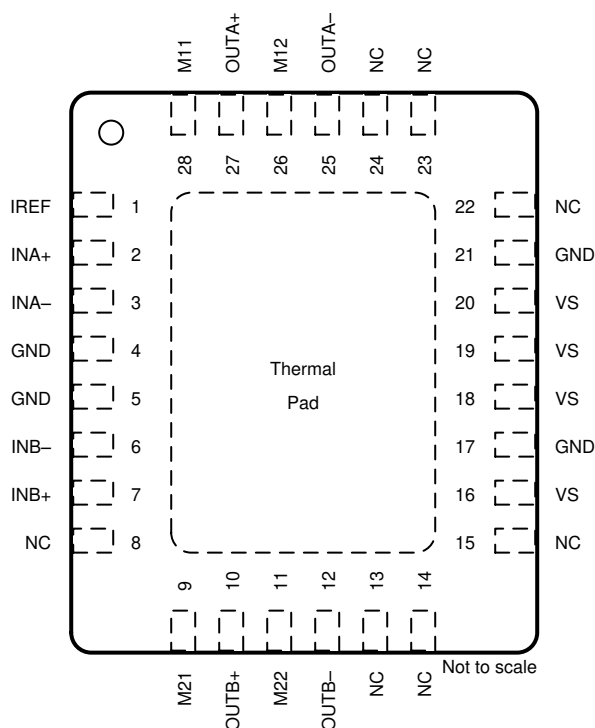 M11
OUTA+
M12
OUTA–
NC
NC
28
27
26
25
24
23
IREF 1
22 NC
INA+ 2
21 GND
INA– 3
20 VS
GND 4
19 VS
GND 5
18 VS
INB– 6
17 GND
INB+ 7
16 VS
NC 8
15 NC
Thermal
Pad
9
10
11
12
13
14
M21
OUTB+
M22
OUTB–
NC
NC
Not to scale